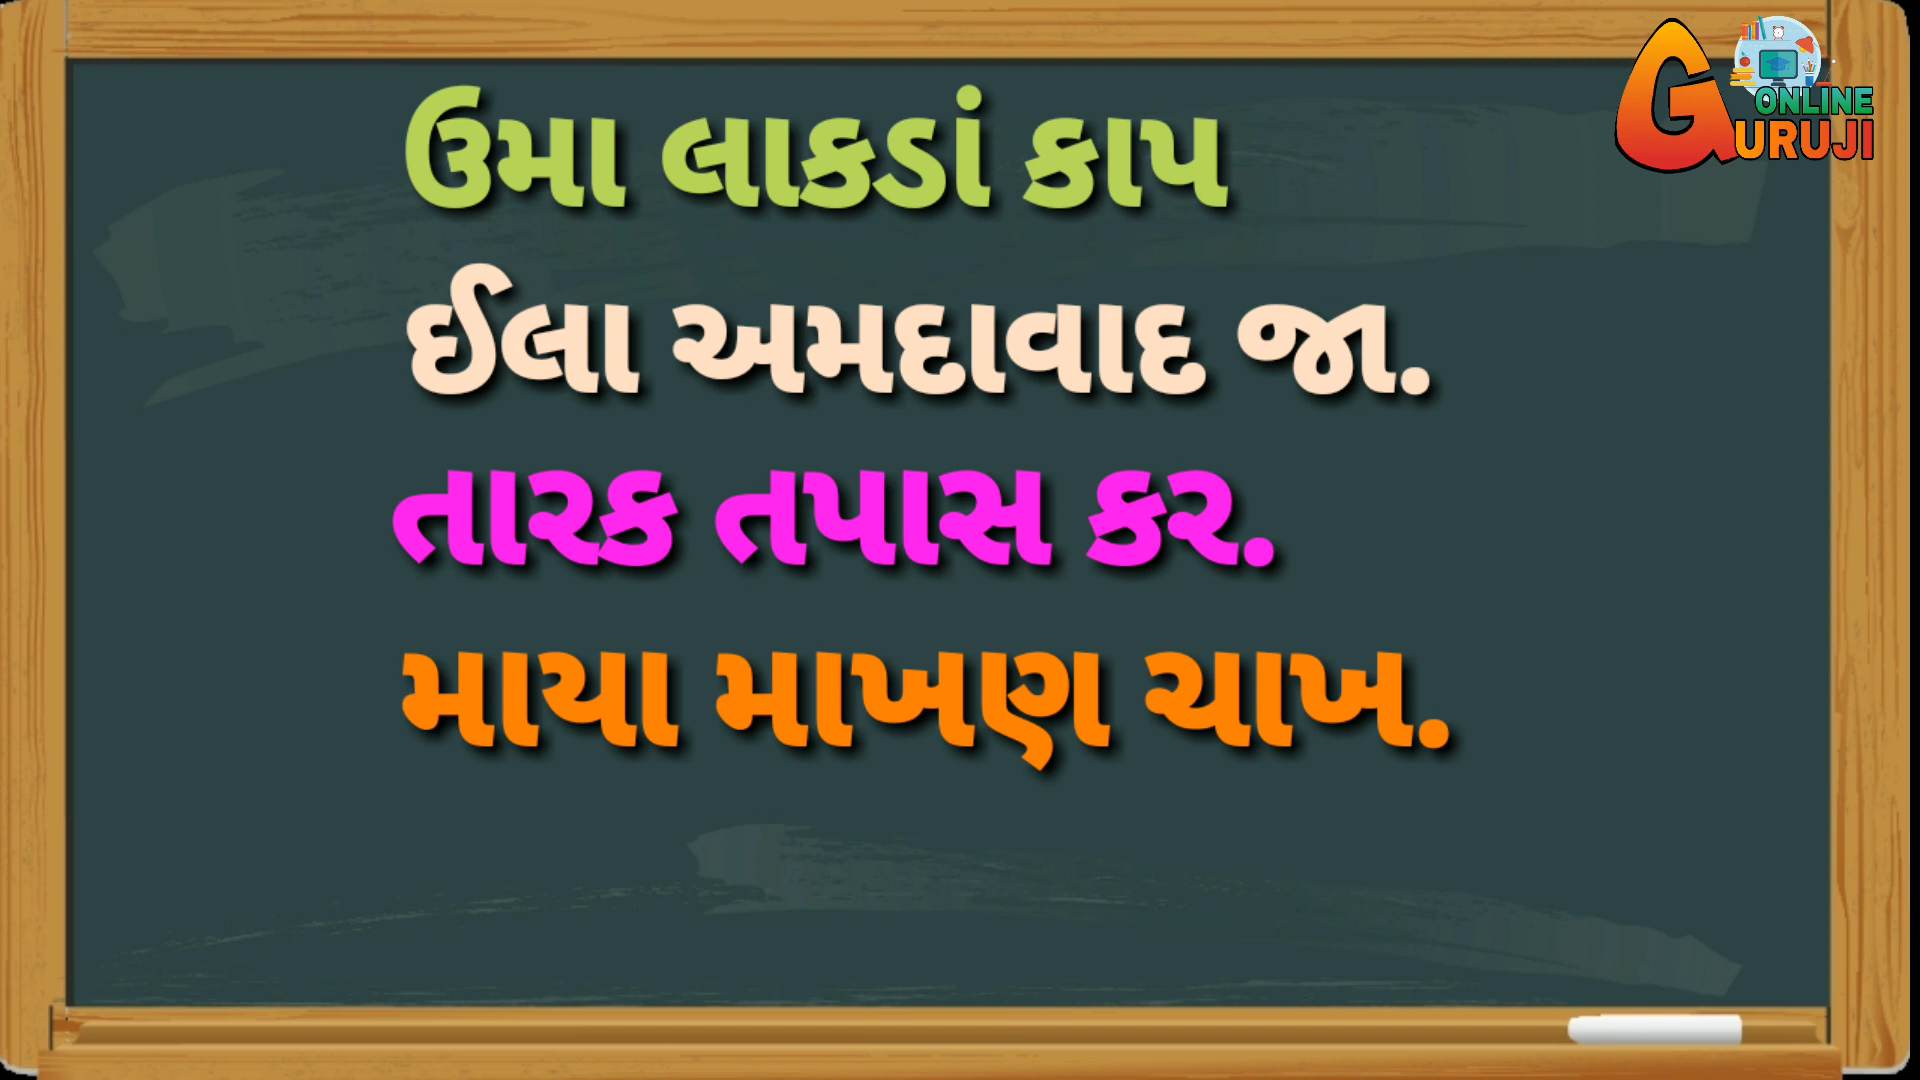 ઉમા લાકડાં કાપ
ઈલા અમદાવાદ જા.
તારક તપાસ કર.
માયા માખણ ચાખ.
ONLINE
GURUJI